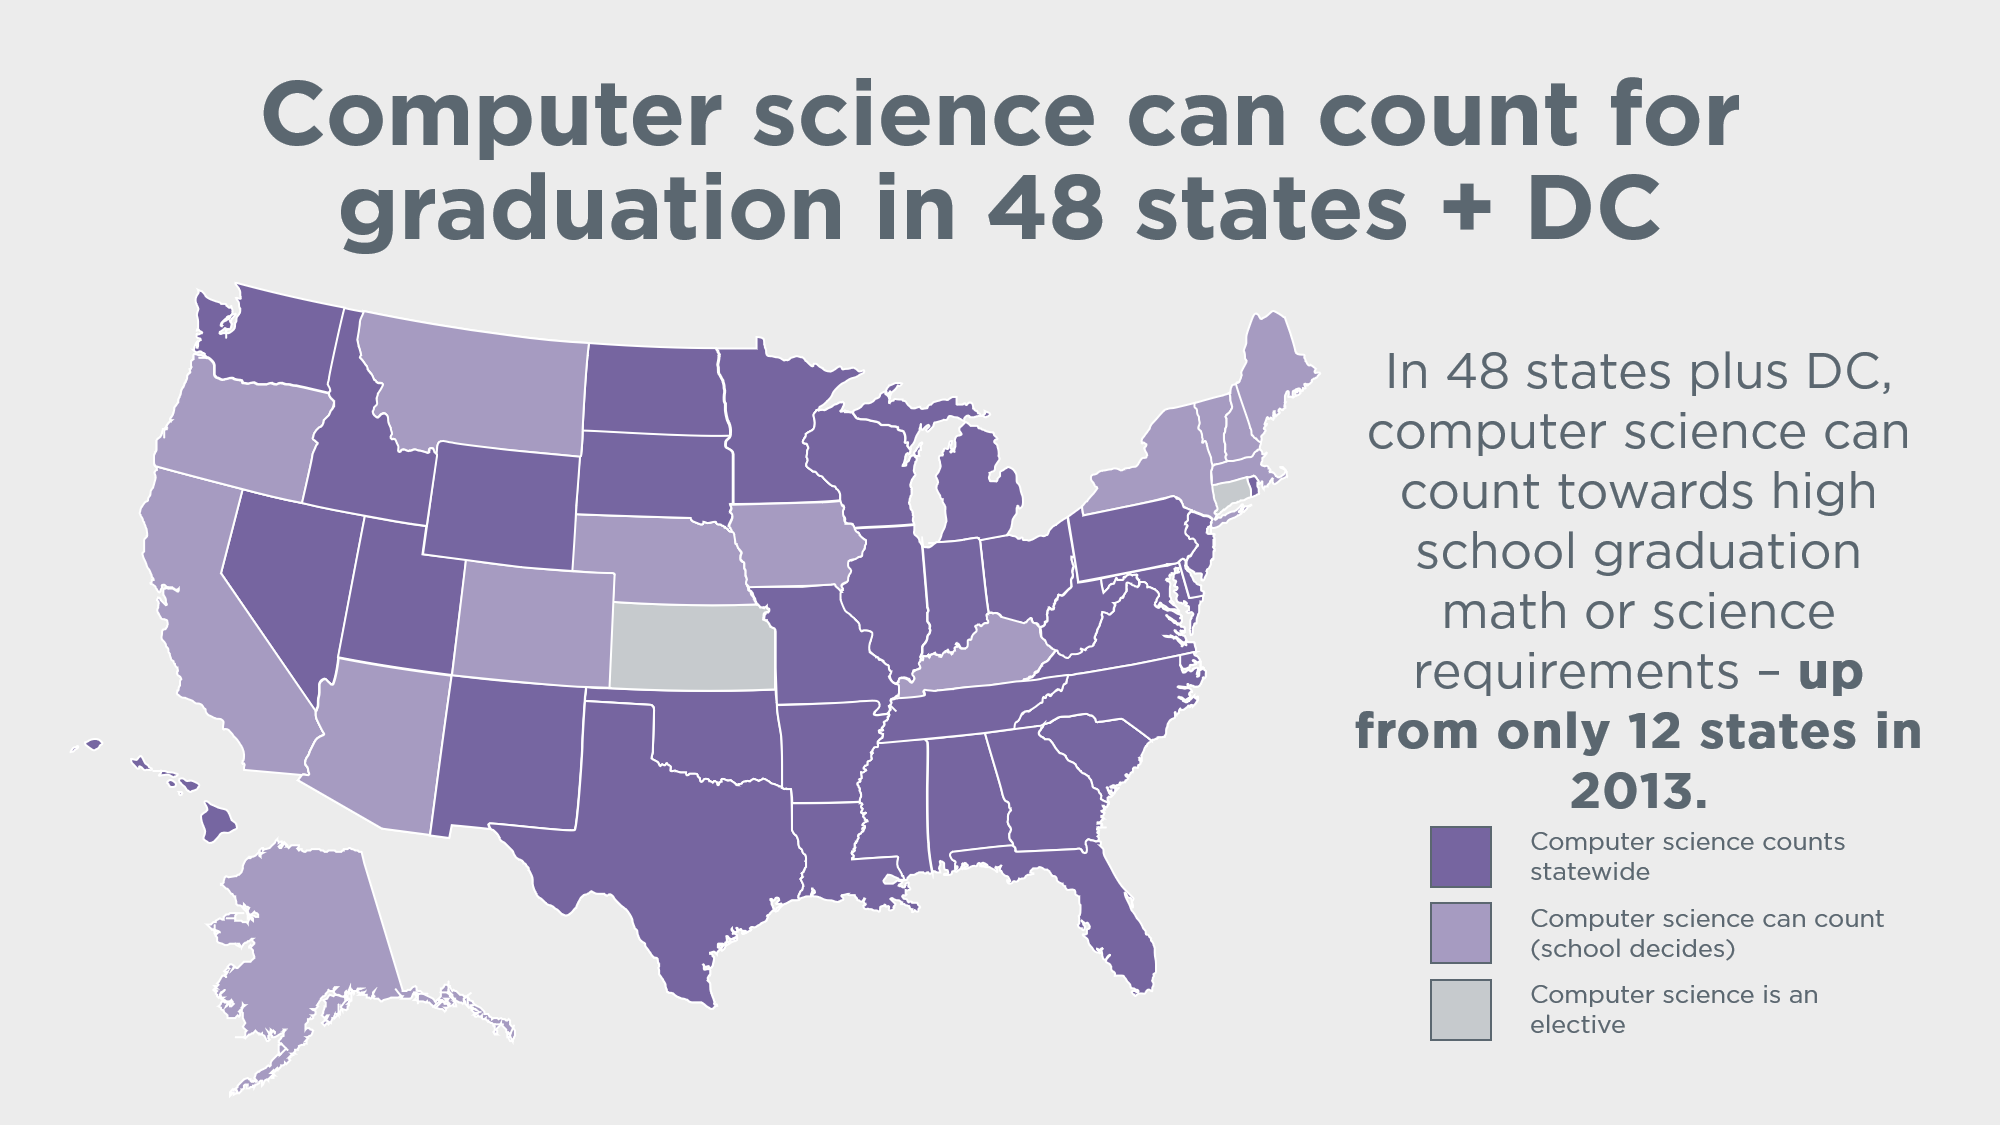 Computer science can count for
graduation in 48 states + DC
In 48 states plus DC,
computer science can
count towards high
school graduation
math or science
requirements – up
from only 12 states in
2013.
Computer science counts
statewide
Computer science can count
(school decides)
Computer science is an
elective